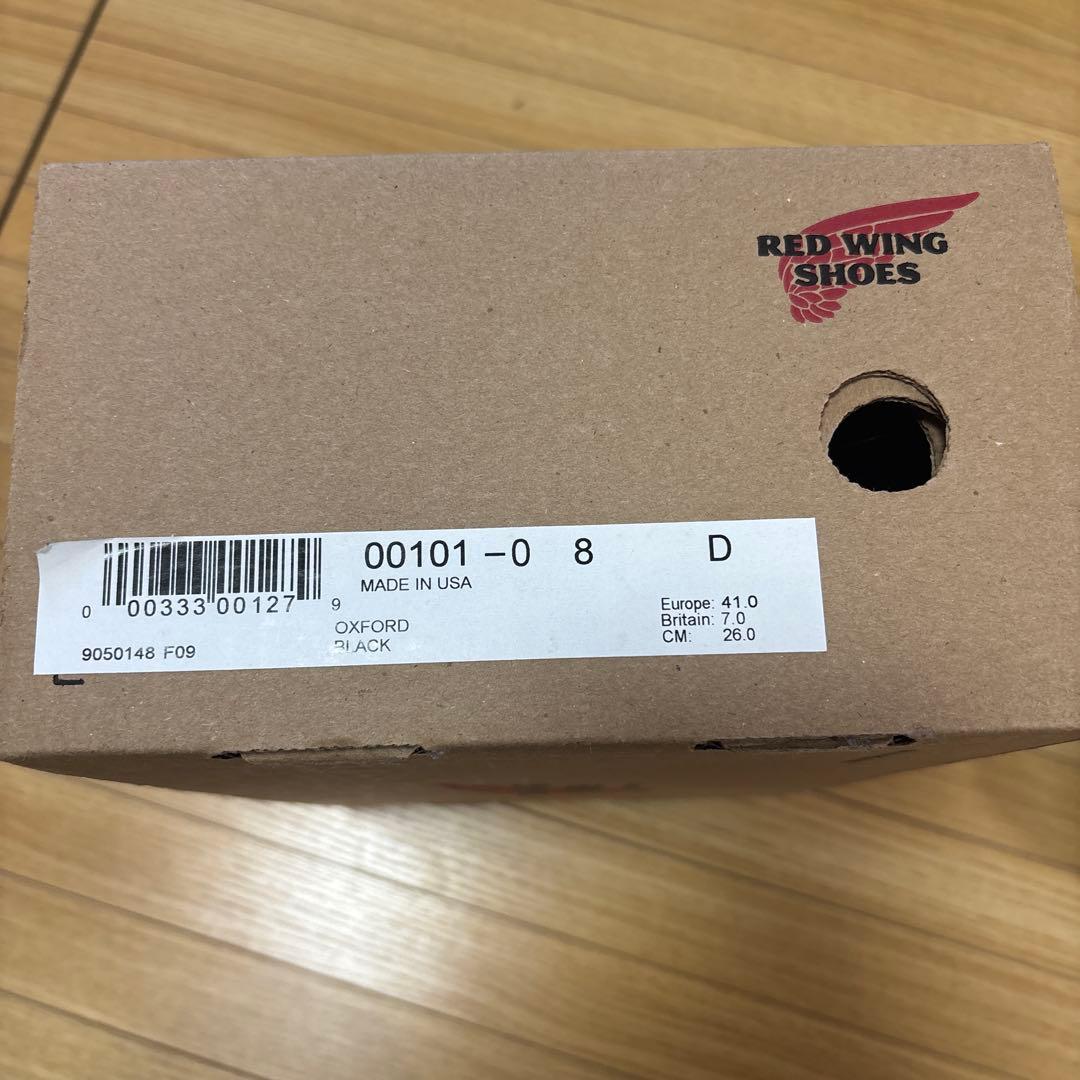 RED WING
SHOES
00101 -0 8 D
MADE IN USA
0 00333 00127 9
OXFORD
BLACK
9050148 F09
Europe: 41.0
Britain: 7.0
CM: 26.0